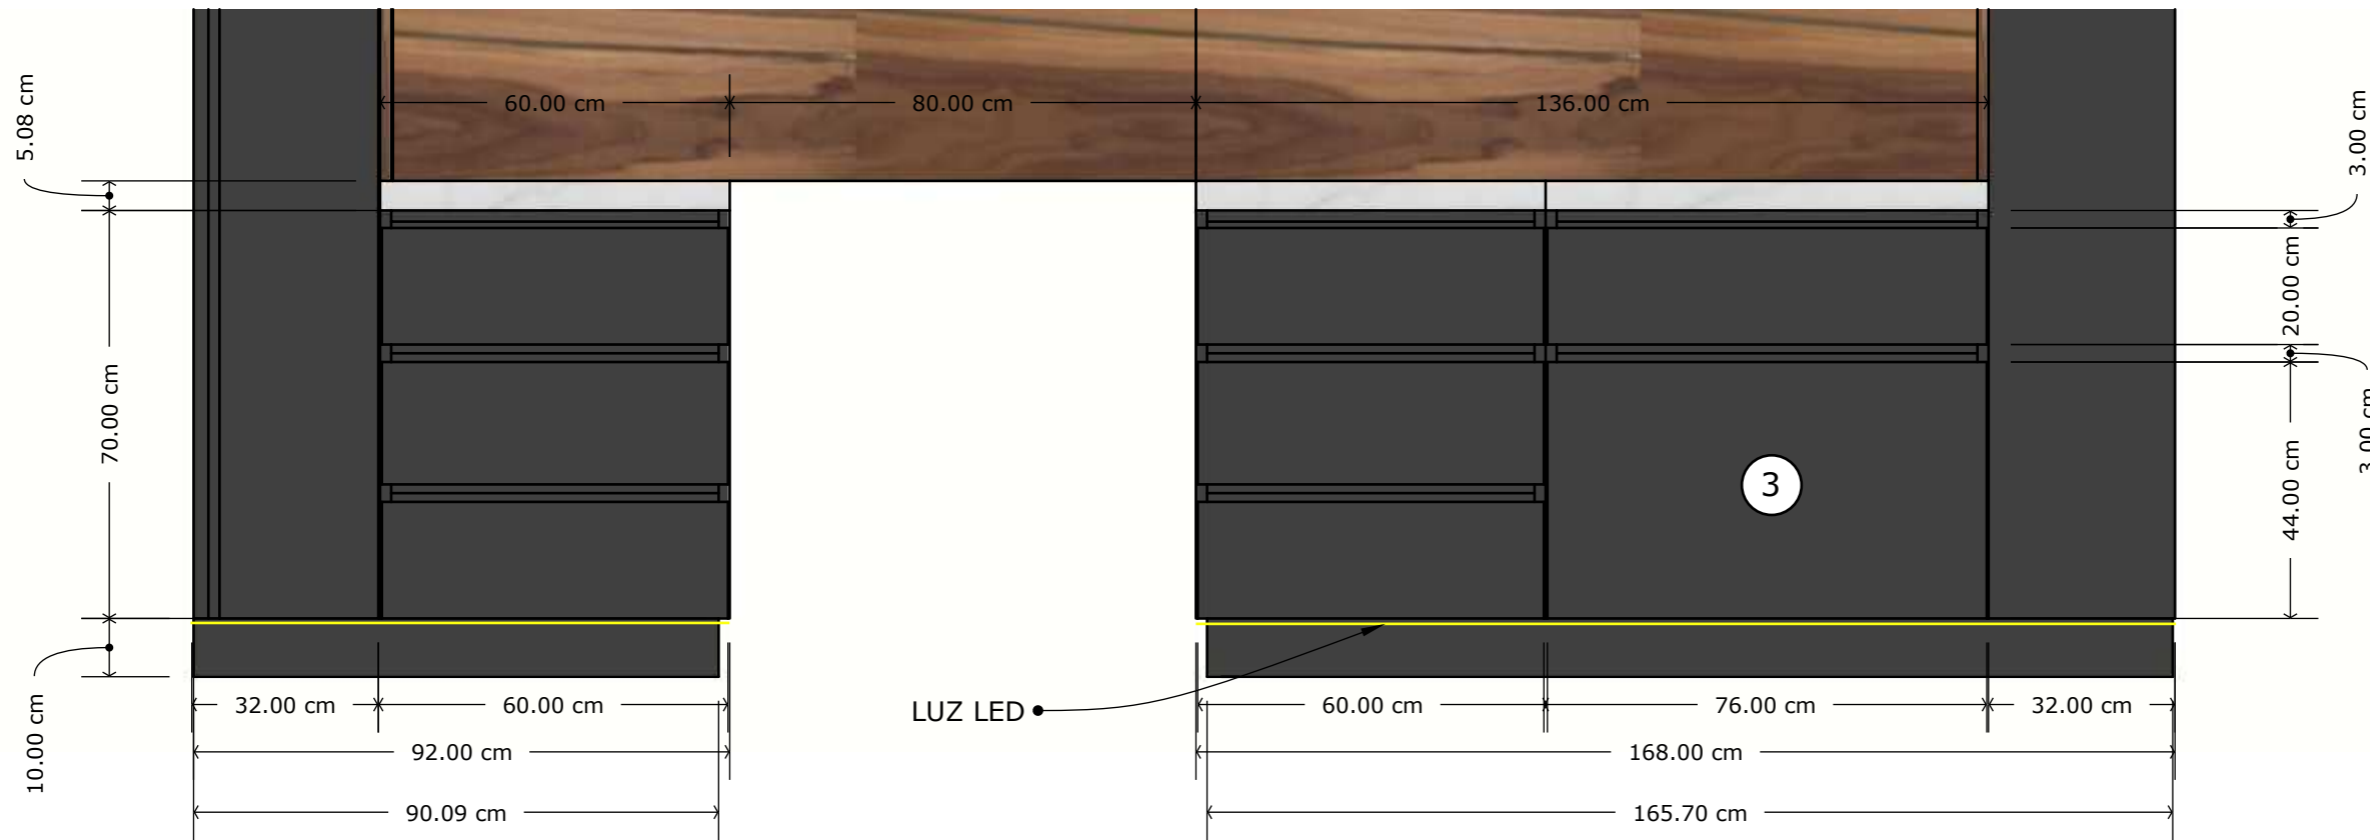 60.00 cm
80.00 cm
136.00 cm
5.08 cm
3.00 cm
20.00 cm
3.00 cm
70.00 cm
44.00 cm
3
10.00 cm
32.00 cm
60.00 cm
LUZ LED
60.00 cm
76.00 cm
32.00 cm
92.00 cm
168.00 cm
90.09 cm
165.70 cm